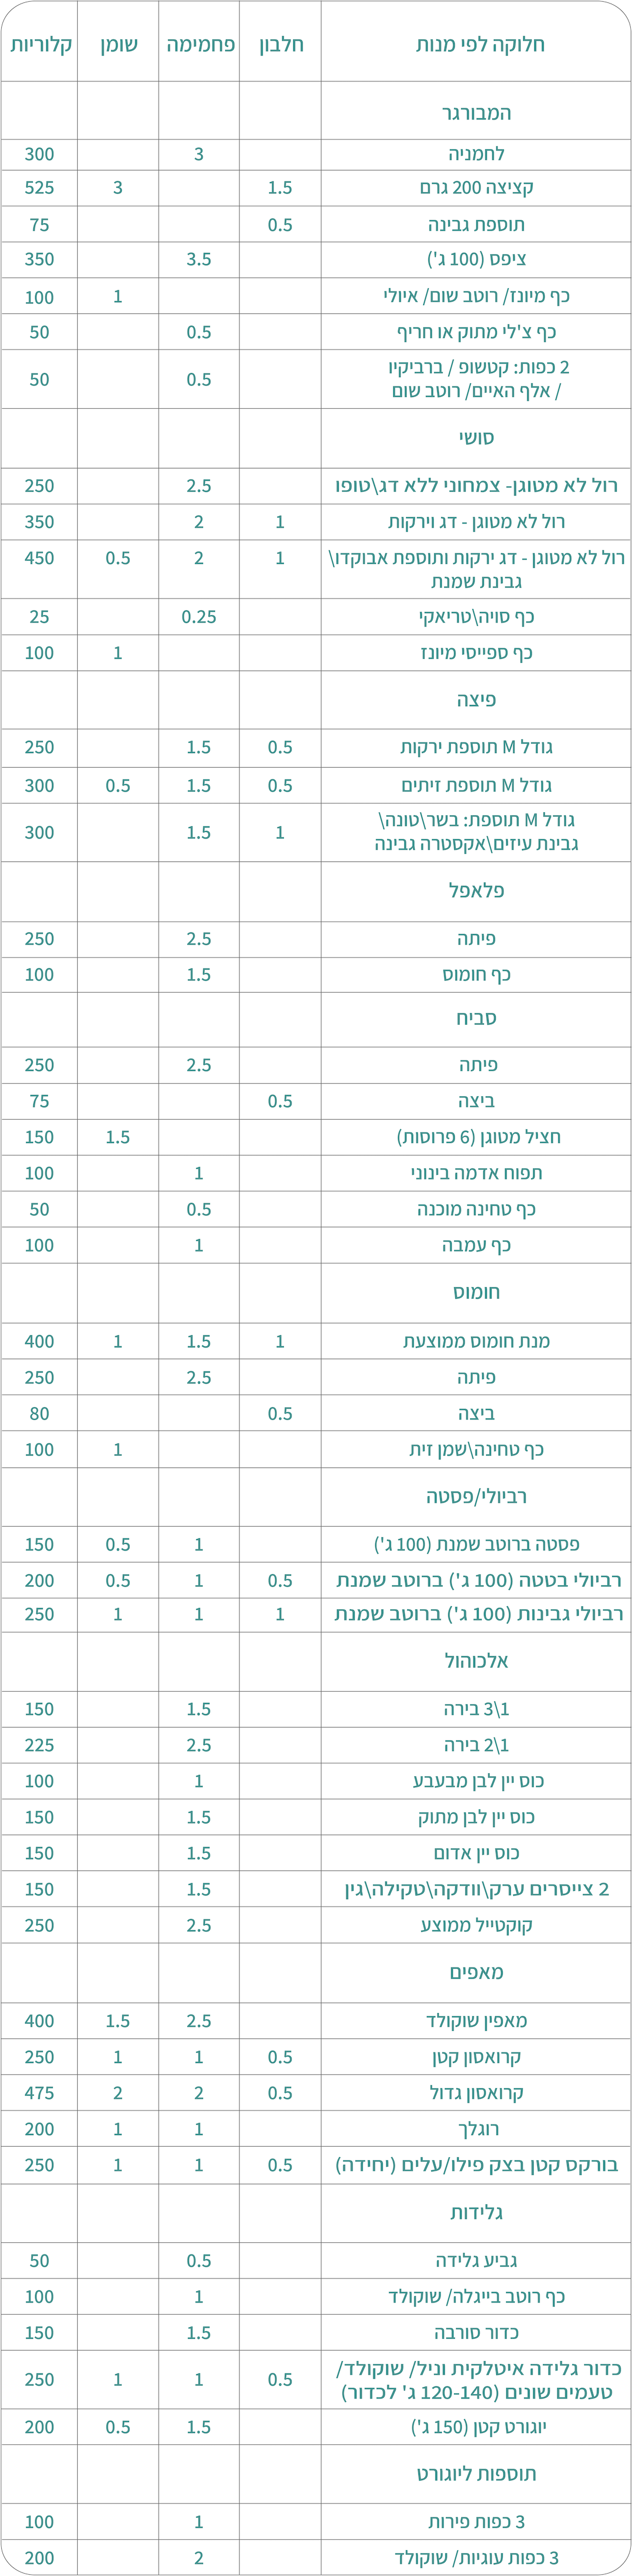 חלוקה לפי מנות חלבון פחמימה שומן קלוריות
המבורגר
לחמניה 3 300
קציצה 200 גרם 1.5 3 525
תוספת גבינה 0.5 75
ציפס (100 ג') 3.5 350
כף מיונז/ רוטב שום/ איולי 1 100
כף צ'לי מתוק או חריף 0.5 50
2 כפות: קטשופ / ברביקיו
/ אלף האיים/ רוטב שום 0.5 50
סושי
רול לא מטוגן- צמחוני ללא דג\טופו 2.5 250
רול לא מטוגן - דג וירקות 1 2 350
רול לא מטוגן - דג ירקות ותוספת אבוקדו\ 1 2 0.5 450
גבינת שמנת
כף סויה\טריאקי 0.25 25
כף ספייסי מיונז 1 100
פיצה
גודל M תוספת ירקות 0.5 1.5 250
גודל M תוספת זיתים 0.5 1.5 0.5 300
גודל M תוספת: בשר\טונה\
גבינת עיזים\אקסטרה גבינה 1 1.5 300
פלאפל
פיתה 2.5 250
כף חומוס 1.5 100
סביח
פיתה 2.5 250
ביצה 0.5 75
חציל מטוגן (6 פרוסות) 1.5 150
תפוח אדמה בינוני 1 100
כף טחינה מוכנה 0.5 50
כף עמבה 1 100
חומוס
מנת חומוס ממוצעת 1 1.5 1 400
פיתה 2.5 250
ביצה 0.5 80
כף טחינה\שמן זית 1 100
רביולי/פסטה
פסטה ברוטב שמנת (100 ג') 1 0.5 150
רביולי בטטה (100 ג') ברוטב שמנת 0.5 1 0.5 200
רביולי גבינות (100 ג') ברוטב שמנת 1 1 1 250
אלכוהול
1\3 בירה 1.5 150
1\2 בירה 2.5 225
כוס יין לבן מבעבע 1 100
כוס יין לבן מתוק 1.5 150
כוס יין אדום 1.5 150
2 צייסרים ערק\וודקה\טקילה\גין 1.5 150
קוקטייל ממוצע 2.5 250
מאפים
מאפין שוקולד 2.5 1.5 400
קרואסון קטן 0.5 1 1 250
קרואסון גדול 0.5 2 2 475
רוגלך 1 1 200
בורקס קטן בצק פילו/עלים (יחידה) 0.5 1 1 250
גלידות
גביע גלידה 0.5 50
כף רוטב בייגלה/ שוקולד 1 100
כדור סורבה 1.5 150
כדור גלידה איטלקית וניל/ שוקולד/
טעמים שונים (120-140 ג' לכדור) 0.5 1 1 250
יוגורט קטן (150 ג') 1.5 0.5 200
תוספות ליוגורט
3 כפות פירות 1 100
3 כפות עוגיות/ שוקולד 2 200